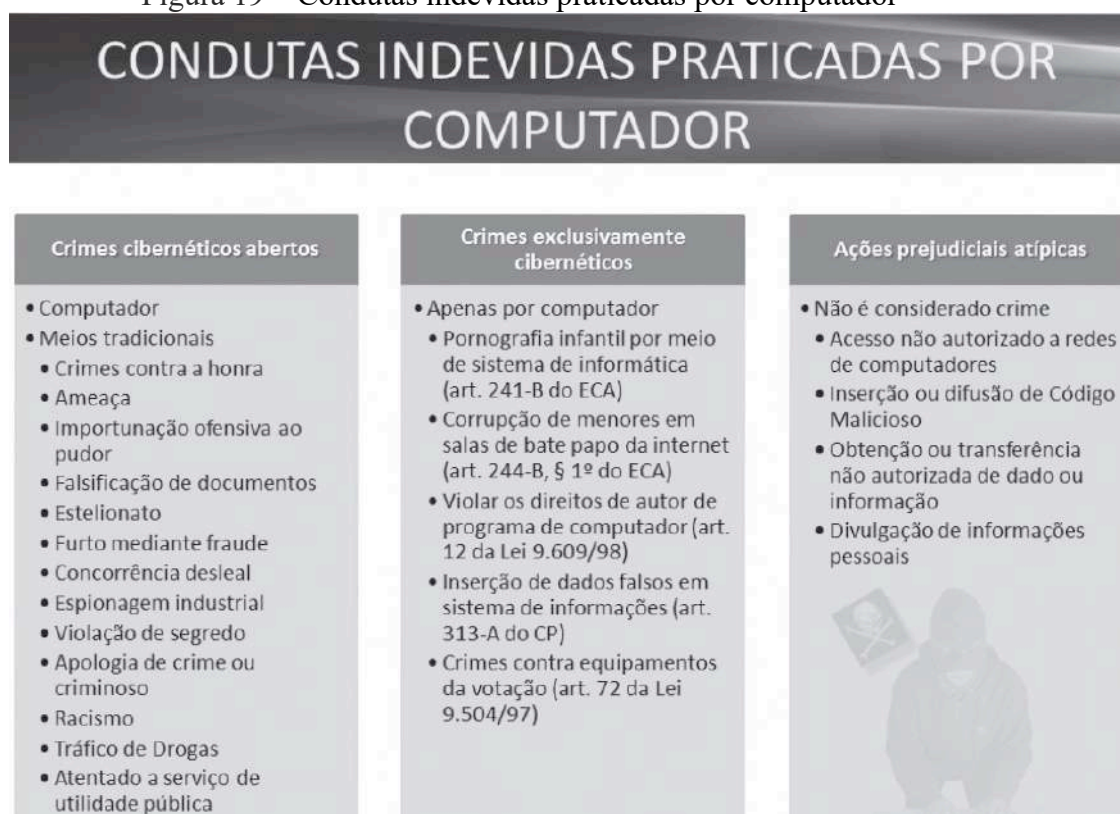 Figura 19 – Condutas indevidas praticadas por computador
CONDUTAS INDEVIDAS PRATICADAS POR
COMPUTADOR
Crimes cibernéticos abertos
• Computador
• Meios tradicionais
• Crimes contra a honra
• Ameaça
• Importunação ofensiva ao
pudor
• Falsificação de documentos
• Estelionato
• Furto mediante fraude
• Concorrência desleal
• Espionagem industrial
• Violação de segredo
• Apologia de crime ou
criminoso
• Racismo
• Tráfico de Drogas
• Atentado a serviço de
utilidade pública
Crimes exclusivamente
cibernéticos
• Apenas por computador
• Pornografia infantil por meio
de sistema de informática
(art. 241-B do ECA)
• Corrupção de menores em
salas de bate papo da internet
(art. 244-B, § 1º do ECA)
• Violar os direitos de autor de
programa de computador (art.
12 da Lei 9.609/98)
• Inserção de dados falsos em
sistema de informações (art.
313-A do CP)
• Crimes contra equipamentos
da votação (art. 72 da Lei
9.504/97)
Ações prejudiciais atípicas
• Não é considerado crime
• Acesso não autorizado a redes
de computadores
• Inserção ou difusão de Código
Malicioso
• Obtenção ou transferência
não autorizada de dado ou
informação
• Divulgação de informações
pessoais